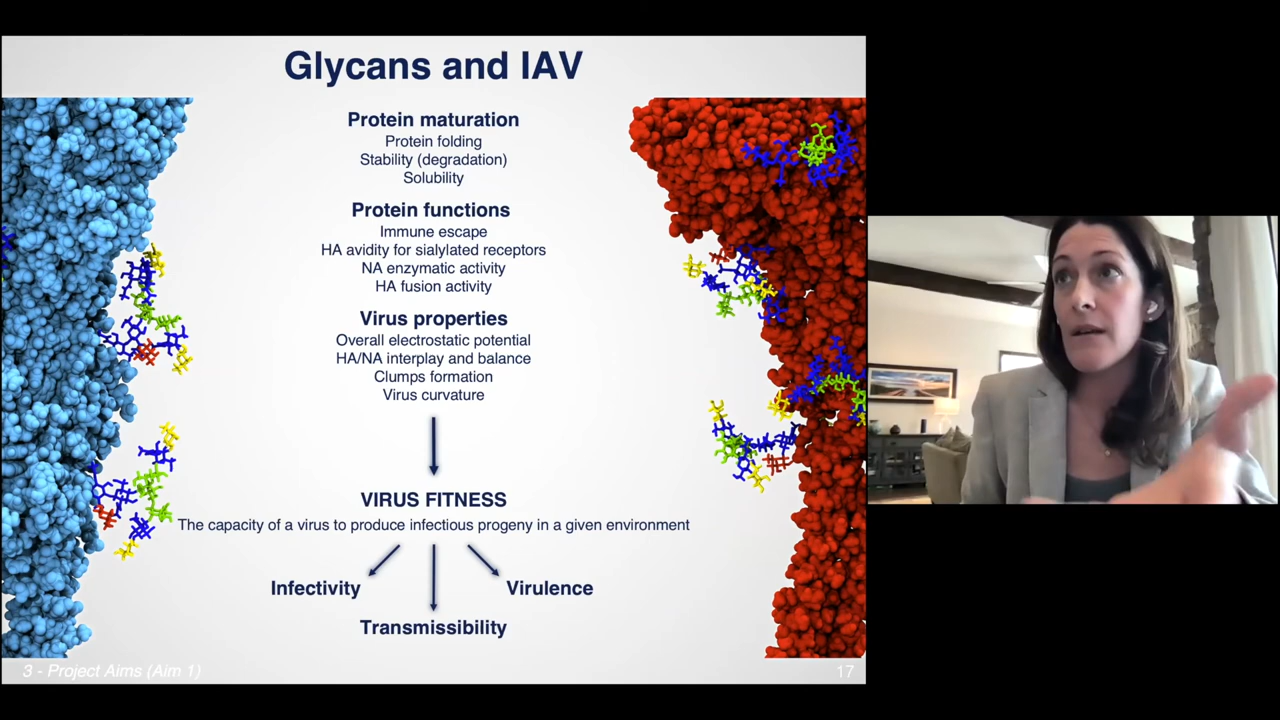 Glycans and IAV
Protein maturation
Protein folding
Stability (degradation)
Solubility
Protein functions
Immune escape
HA avidity for sialylated receptors
NA enzymatic activity
HA fusion activity
Virus properties
Overall electrostatic potential
HA/NA interplay and balance
Clumps formation
Virus curvature
VIRUS FITNESS
The capacity of a virus to produce infectious progeny in a given environment
Infectivity
Virulence
Transmissibility
3 - Project Aims (Aim 1)
17